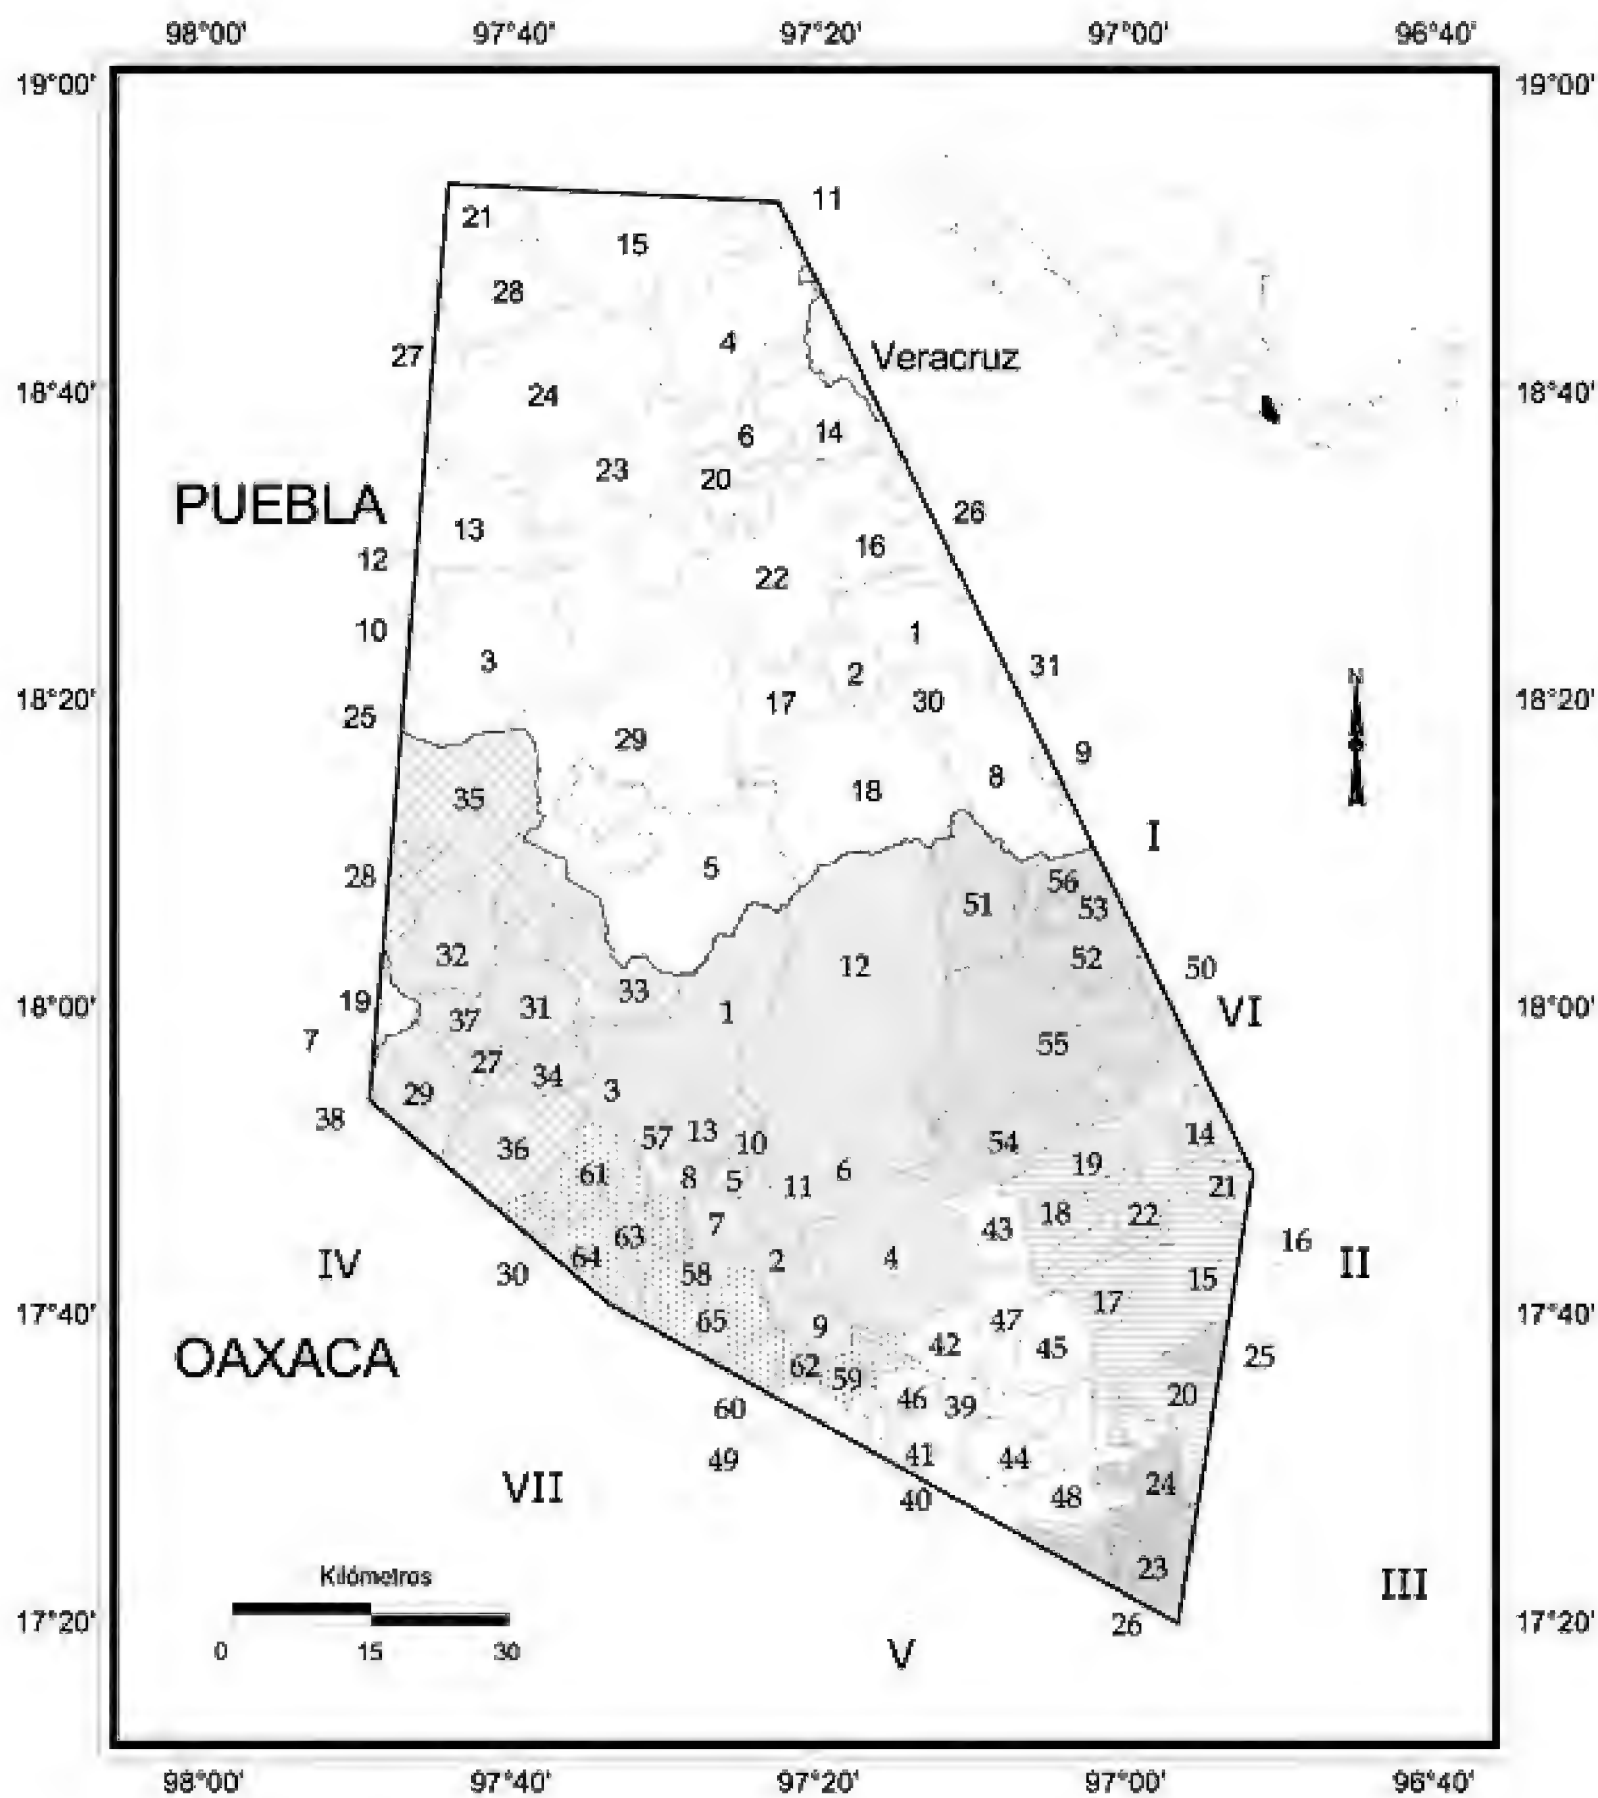 98°00' 97°40' 97°20' 97°00' 96°40'
19°00' 19°00'
11
21
15
28
4
27 Veracruz
18°40' 24 18°40'
6 14
23 20
PUEBLA 26
13
12 16
22
10 1
3 31
2
18°20' 17 30 18°20'
25
29 9
8
35 18
I
5
28 56
51 53
32 12 52 50
33
19 31 1 VI
18°00' 37 18°00'
7 55
27 34
29 3
38 57 13 10 54 14
36 19
61 8 5 11 6 21
7 18 22
63 43 16
IV 64 2 4 II
30 58 15
17
17°40' 65 9 47 17°40'
OAXACA 42 45 25
62 59
46 39 20
60
49 41 44
VII 40 48 24
23
Kilómetros III
17°20' 26 17°20'
0 15 30 V
98°00' 97°40' 97°20' 97°00' 96°40'
N